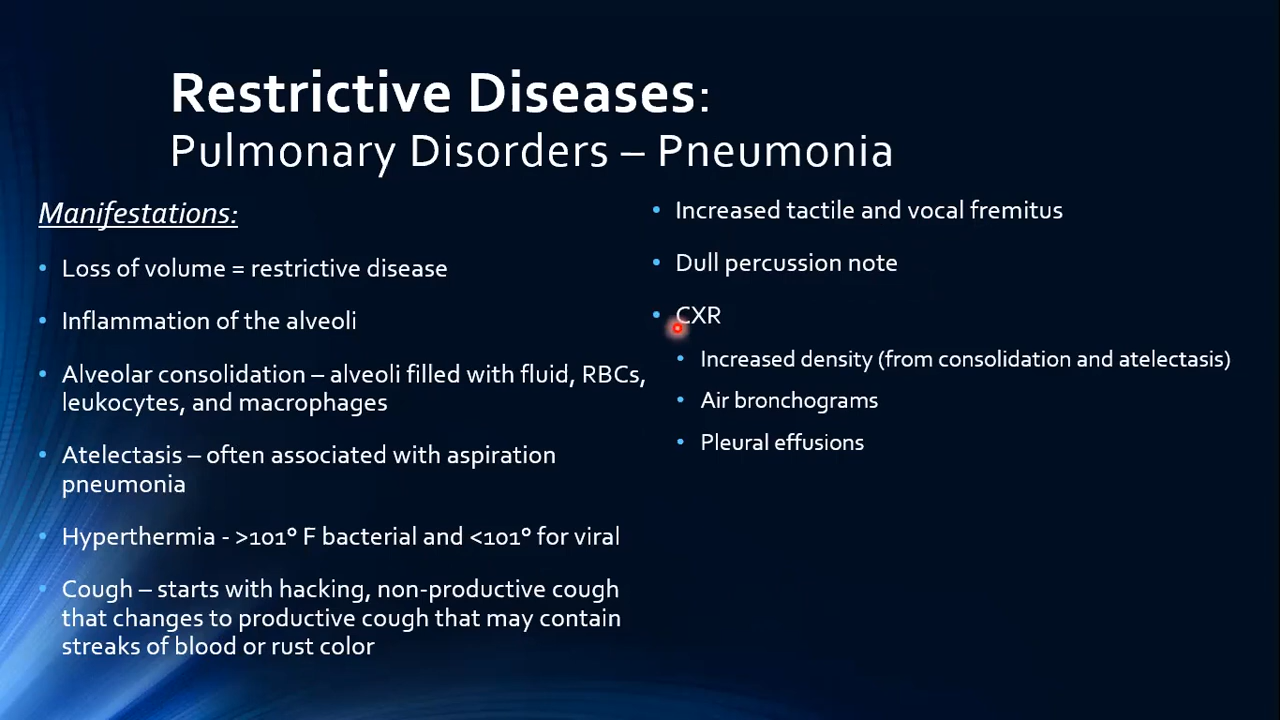 Restrictive Diseases:
Pulmonary Disorders – Pneumonia
Manifestations:
• Loss of volume = restrictive disease
• Inflammation of the alveoli
• Alveolar consolidation – alveoli filled with fluid, RBCs,
leukocytes, and macrophages
• Atelectasis – often associated with aspiration
pneumonia
• Hyperthermia - >101° F bacterial and <101° for viral
• Cough – starts with hacking, non-productive cough
that changes to productive cough that may contain
streaks of blood or rust color
• Increased tactile and vocal fremitus
• Dull percussion note
• CXR
• Increased density (from consolidation and atelectasis)
• Air bronchograms
• Pleural effusions